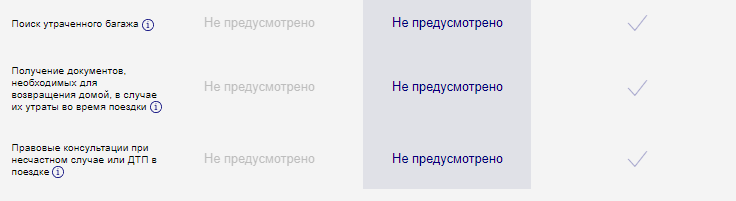 Поиск утраченного багажа
Не предусмотрено
Не предусмотрено
Получение документов,
необходимых для
возвращения домой, в случае
их утраты во время поездки
Не предусмотрено
Не предусмотрено
Правовые консультации при
несчастном случае или ДТП в
поездке
Не предусмотрено
Не предусмотрено